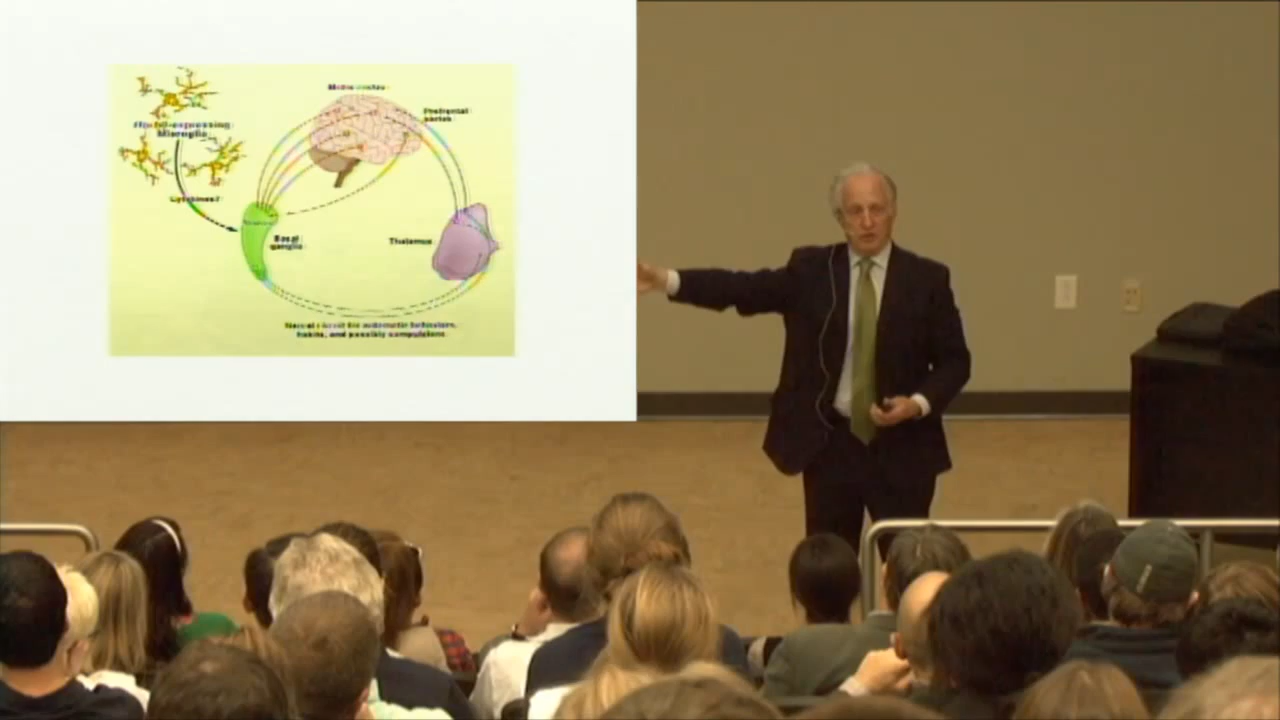 Motor cortex
Prefrontal
cortex
Hoxb8-expressing
Microglia
Cytokines?
Basal
ganglia
Thalamus
Neural circuit for automatic behaviors,
habits, and possibly compulsions